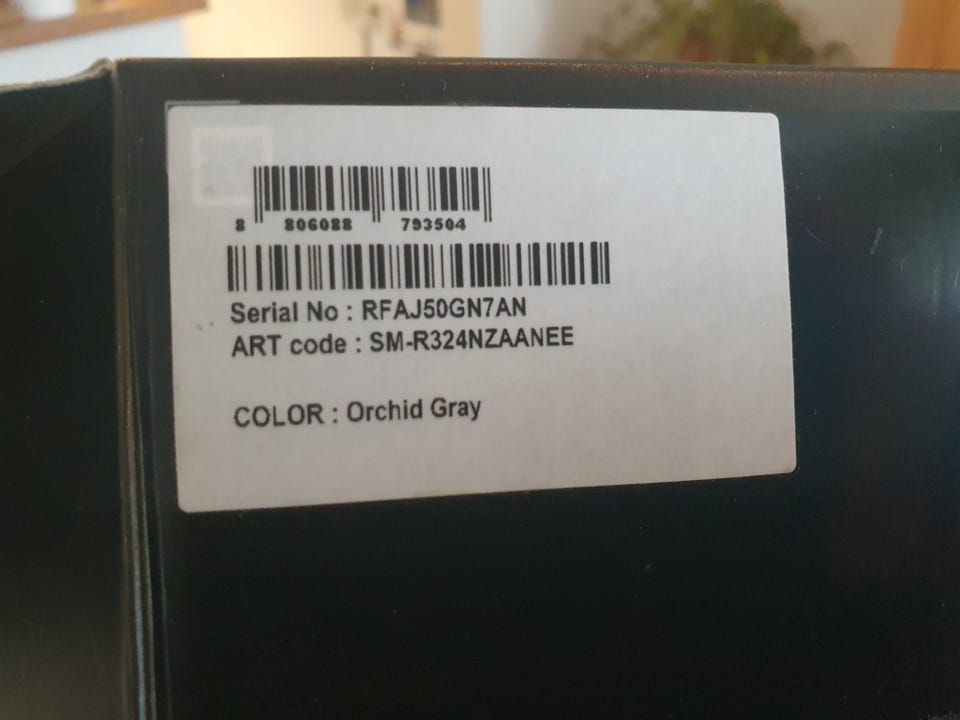 8 806088 793504
Serial No : RFAJ50GN7AN
ART code : SM-R324NZAANEE
COLOR : Orchid Gray